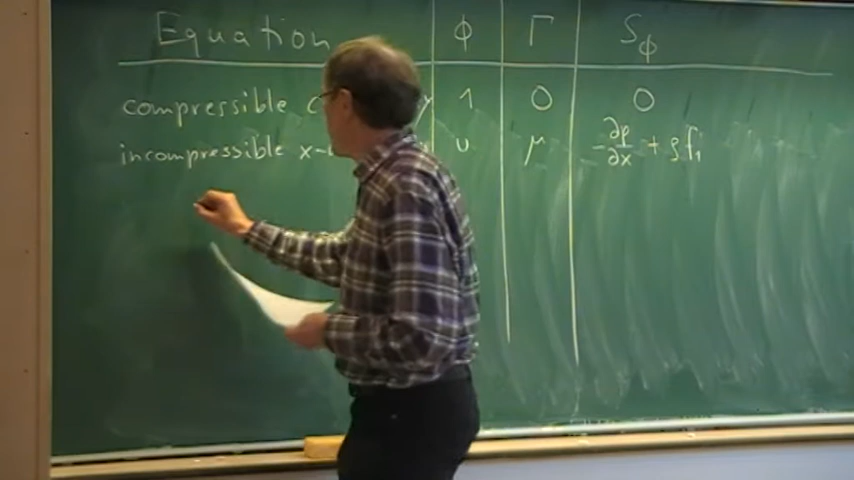 Equation ϕ Γ S_ϕ
compressible 1 0 0
incompressible x- u μ -∂p/∂x + ρf₁